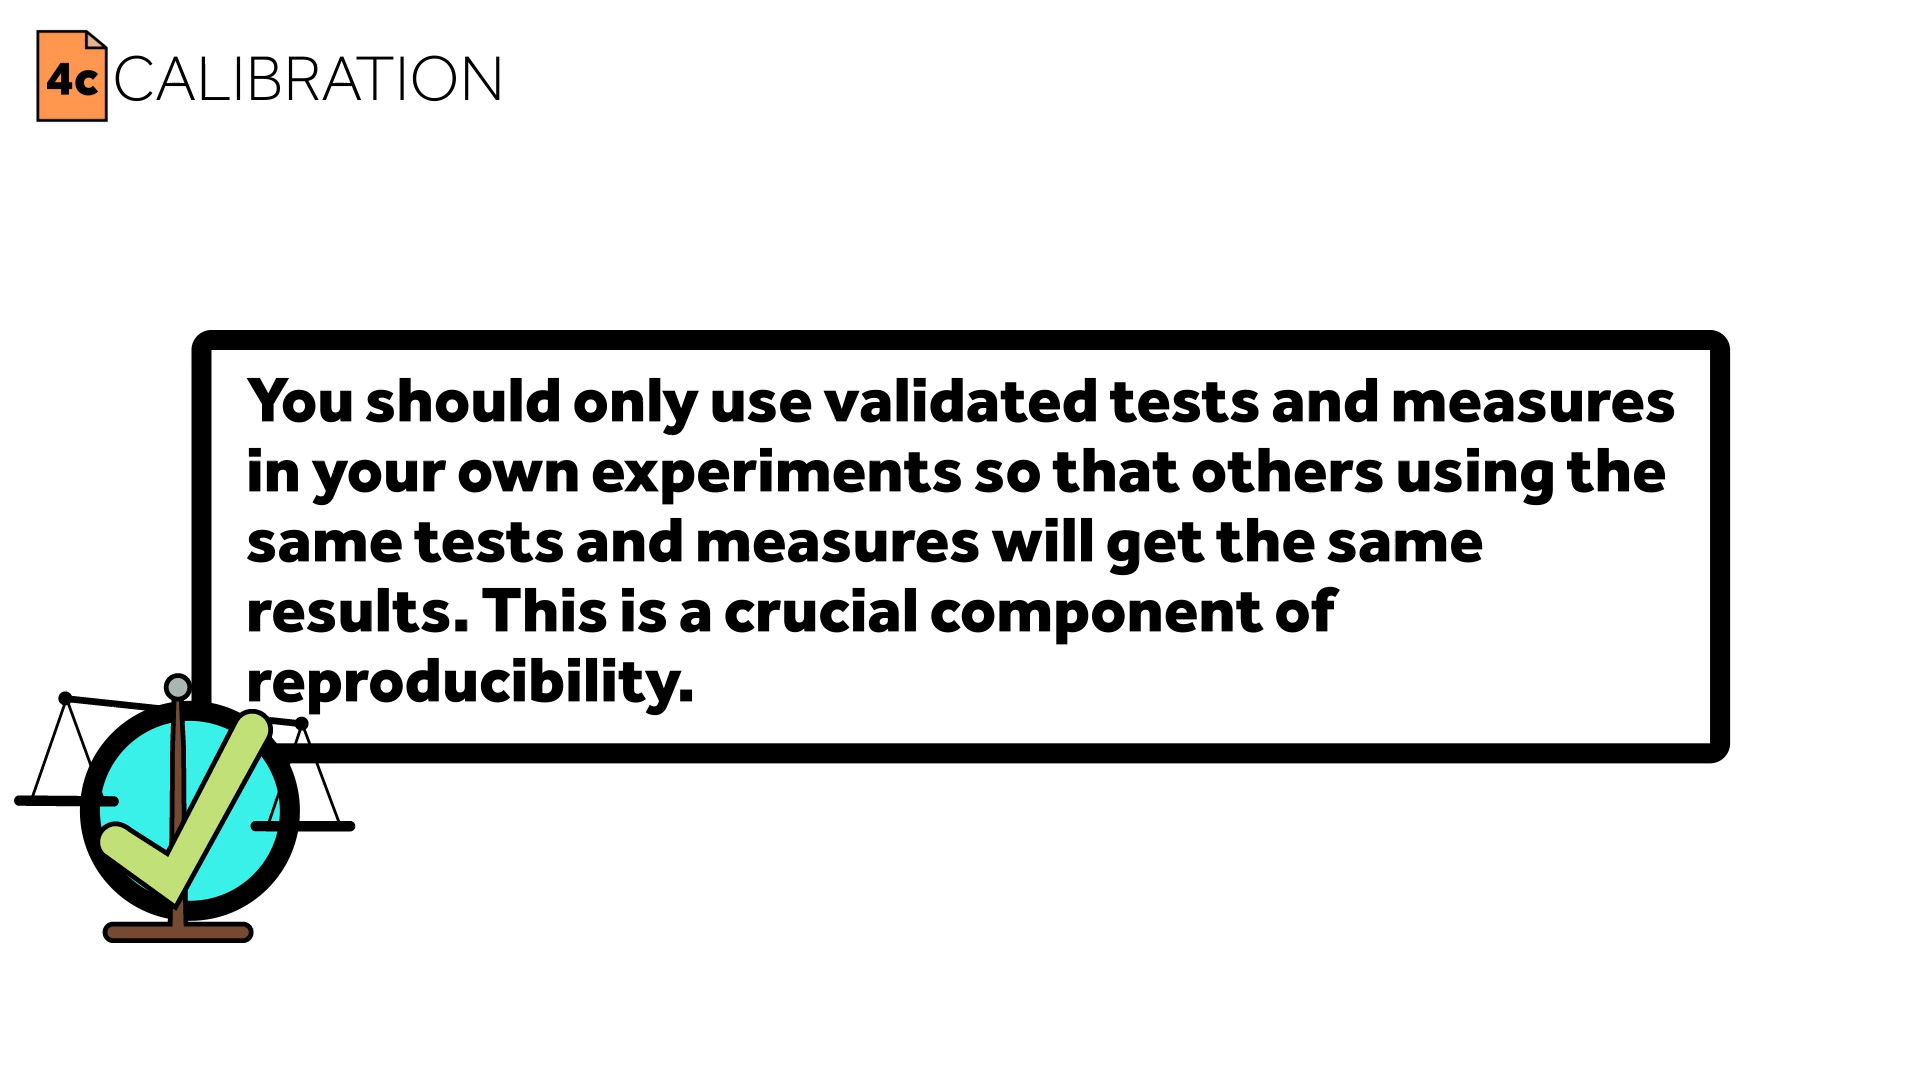 4c CALIBRATION
You should only use validated tests and measures
in your own experiments so that others using the
same tests and measures will get the same
results. This is a crucial component of
reproducibility.